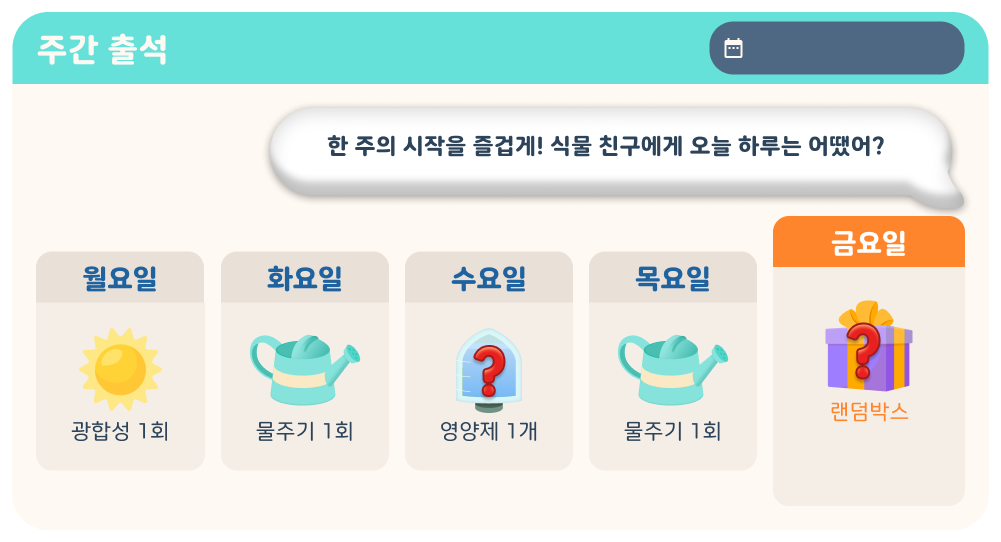 주간 출석
한 주의 시작을 즐겁게! 식물 친구에게 오늘 하루는 어땠어?
월요일
광합성 1회
화요일
물주기 1회
수요일
?
영양제 1개
목요일
물주기 1회
금요일
?
랜덤박스